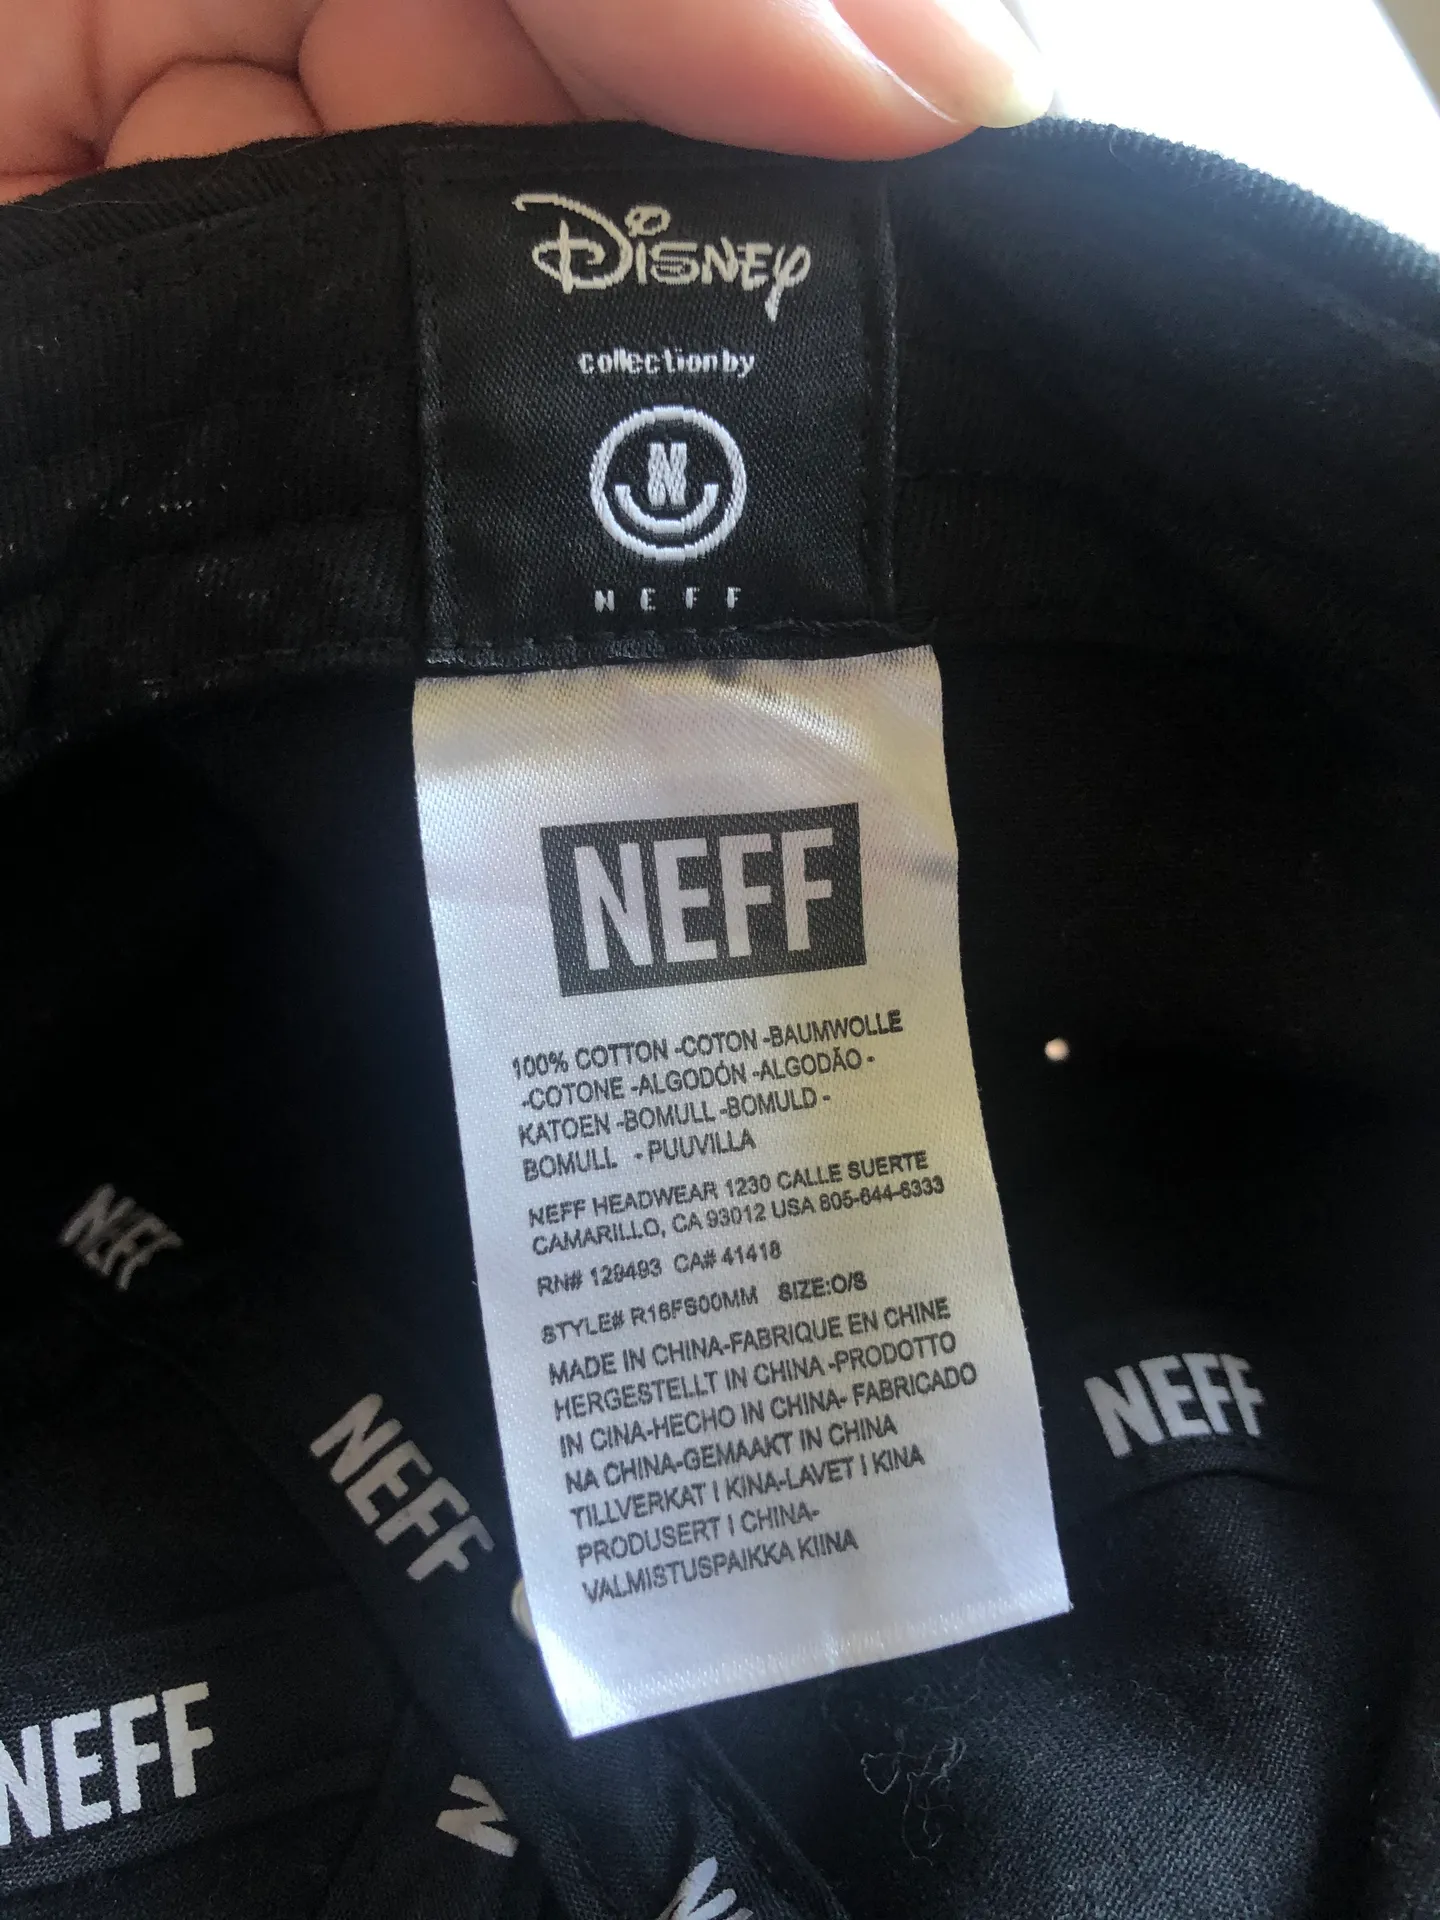 Disney
collection by
N
NEFF
NEFF
100% COTTON -COTON -BAUMWOLLE
-COTONE -ALGODÓN -ALGODÃO -
KATOEN -BOMULL -BOMULD -
BOMULL - PUUVILLA
NEFF HEADWEAR 1230 CALLE SUERTE
CAMARILLO, CA 93012 USA 805-644-6333
RN# 129493 CA# 41418
STYLE# R16FS00MM SIZE:O/S
MADE IN CHINA-FABRIQUE EN CHINE
HERGESTELLT IN CHINA -PRODOTTO
IN CINA-HECHO IN CHINA- FABRICADO
NA CHINA-GEMAAKT IN CHINA
TILLVERKAT I KINA-LAVET I KINA
PRODUSERT I CHINA-
VALMISTUSPAIKKA KIINA
NEFF
NEFF
NEFF
NEFF
N
N